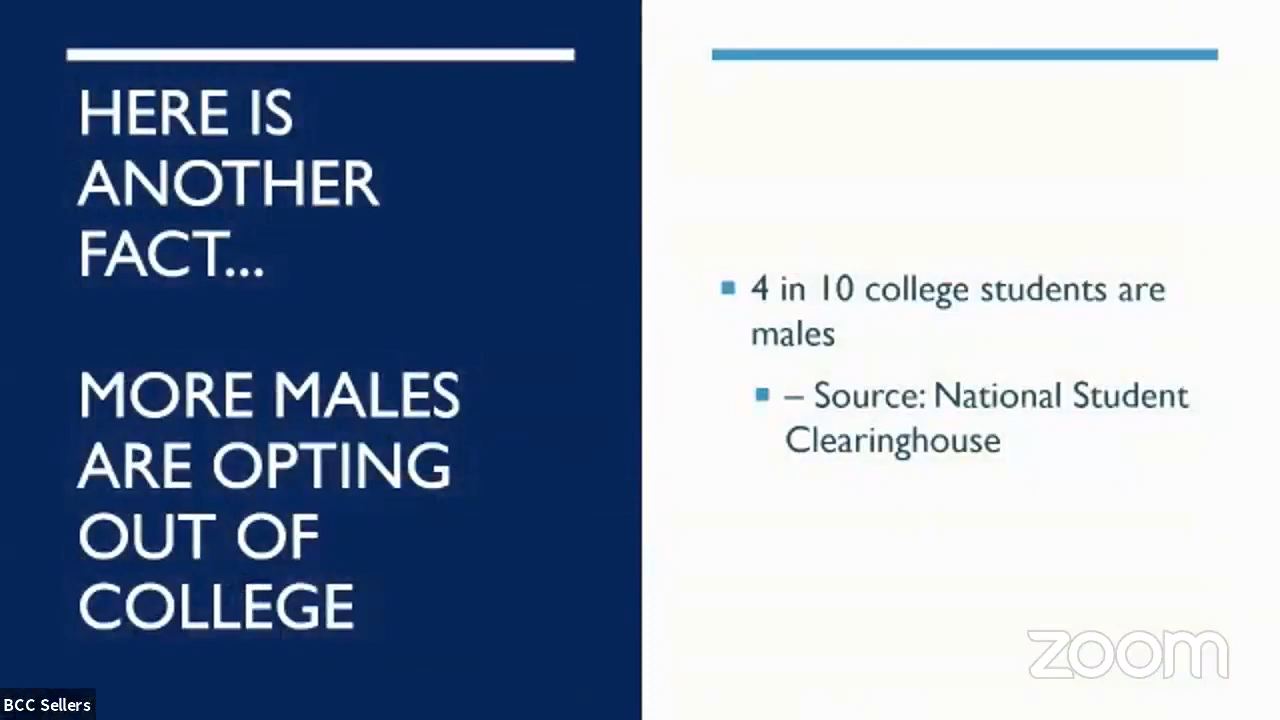 HERE IS
ANOTHER
FACT...
MORE MALES
ARE OPTING
OUT OF
COLLEGE
▪ 4 in 10 college students are
males
▪ – Source: National Student
Clearinghouse
zoom
BCC Sellers